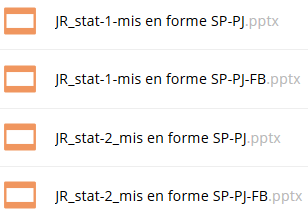 JR_stat-1-mis en forme SP-PJ.pptx
JR_stat-1-mis en forme SP-PJ-FB.pptx
JR_stat-2_mis en forme SP-PJ.pptx
JR_stat-2_mis en forme SP-PJ-FB.pptx